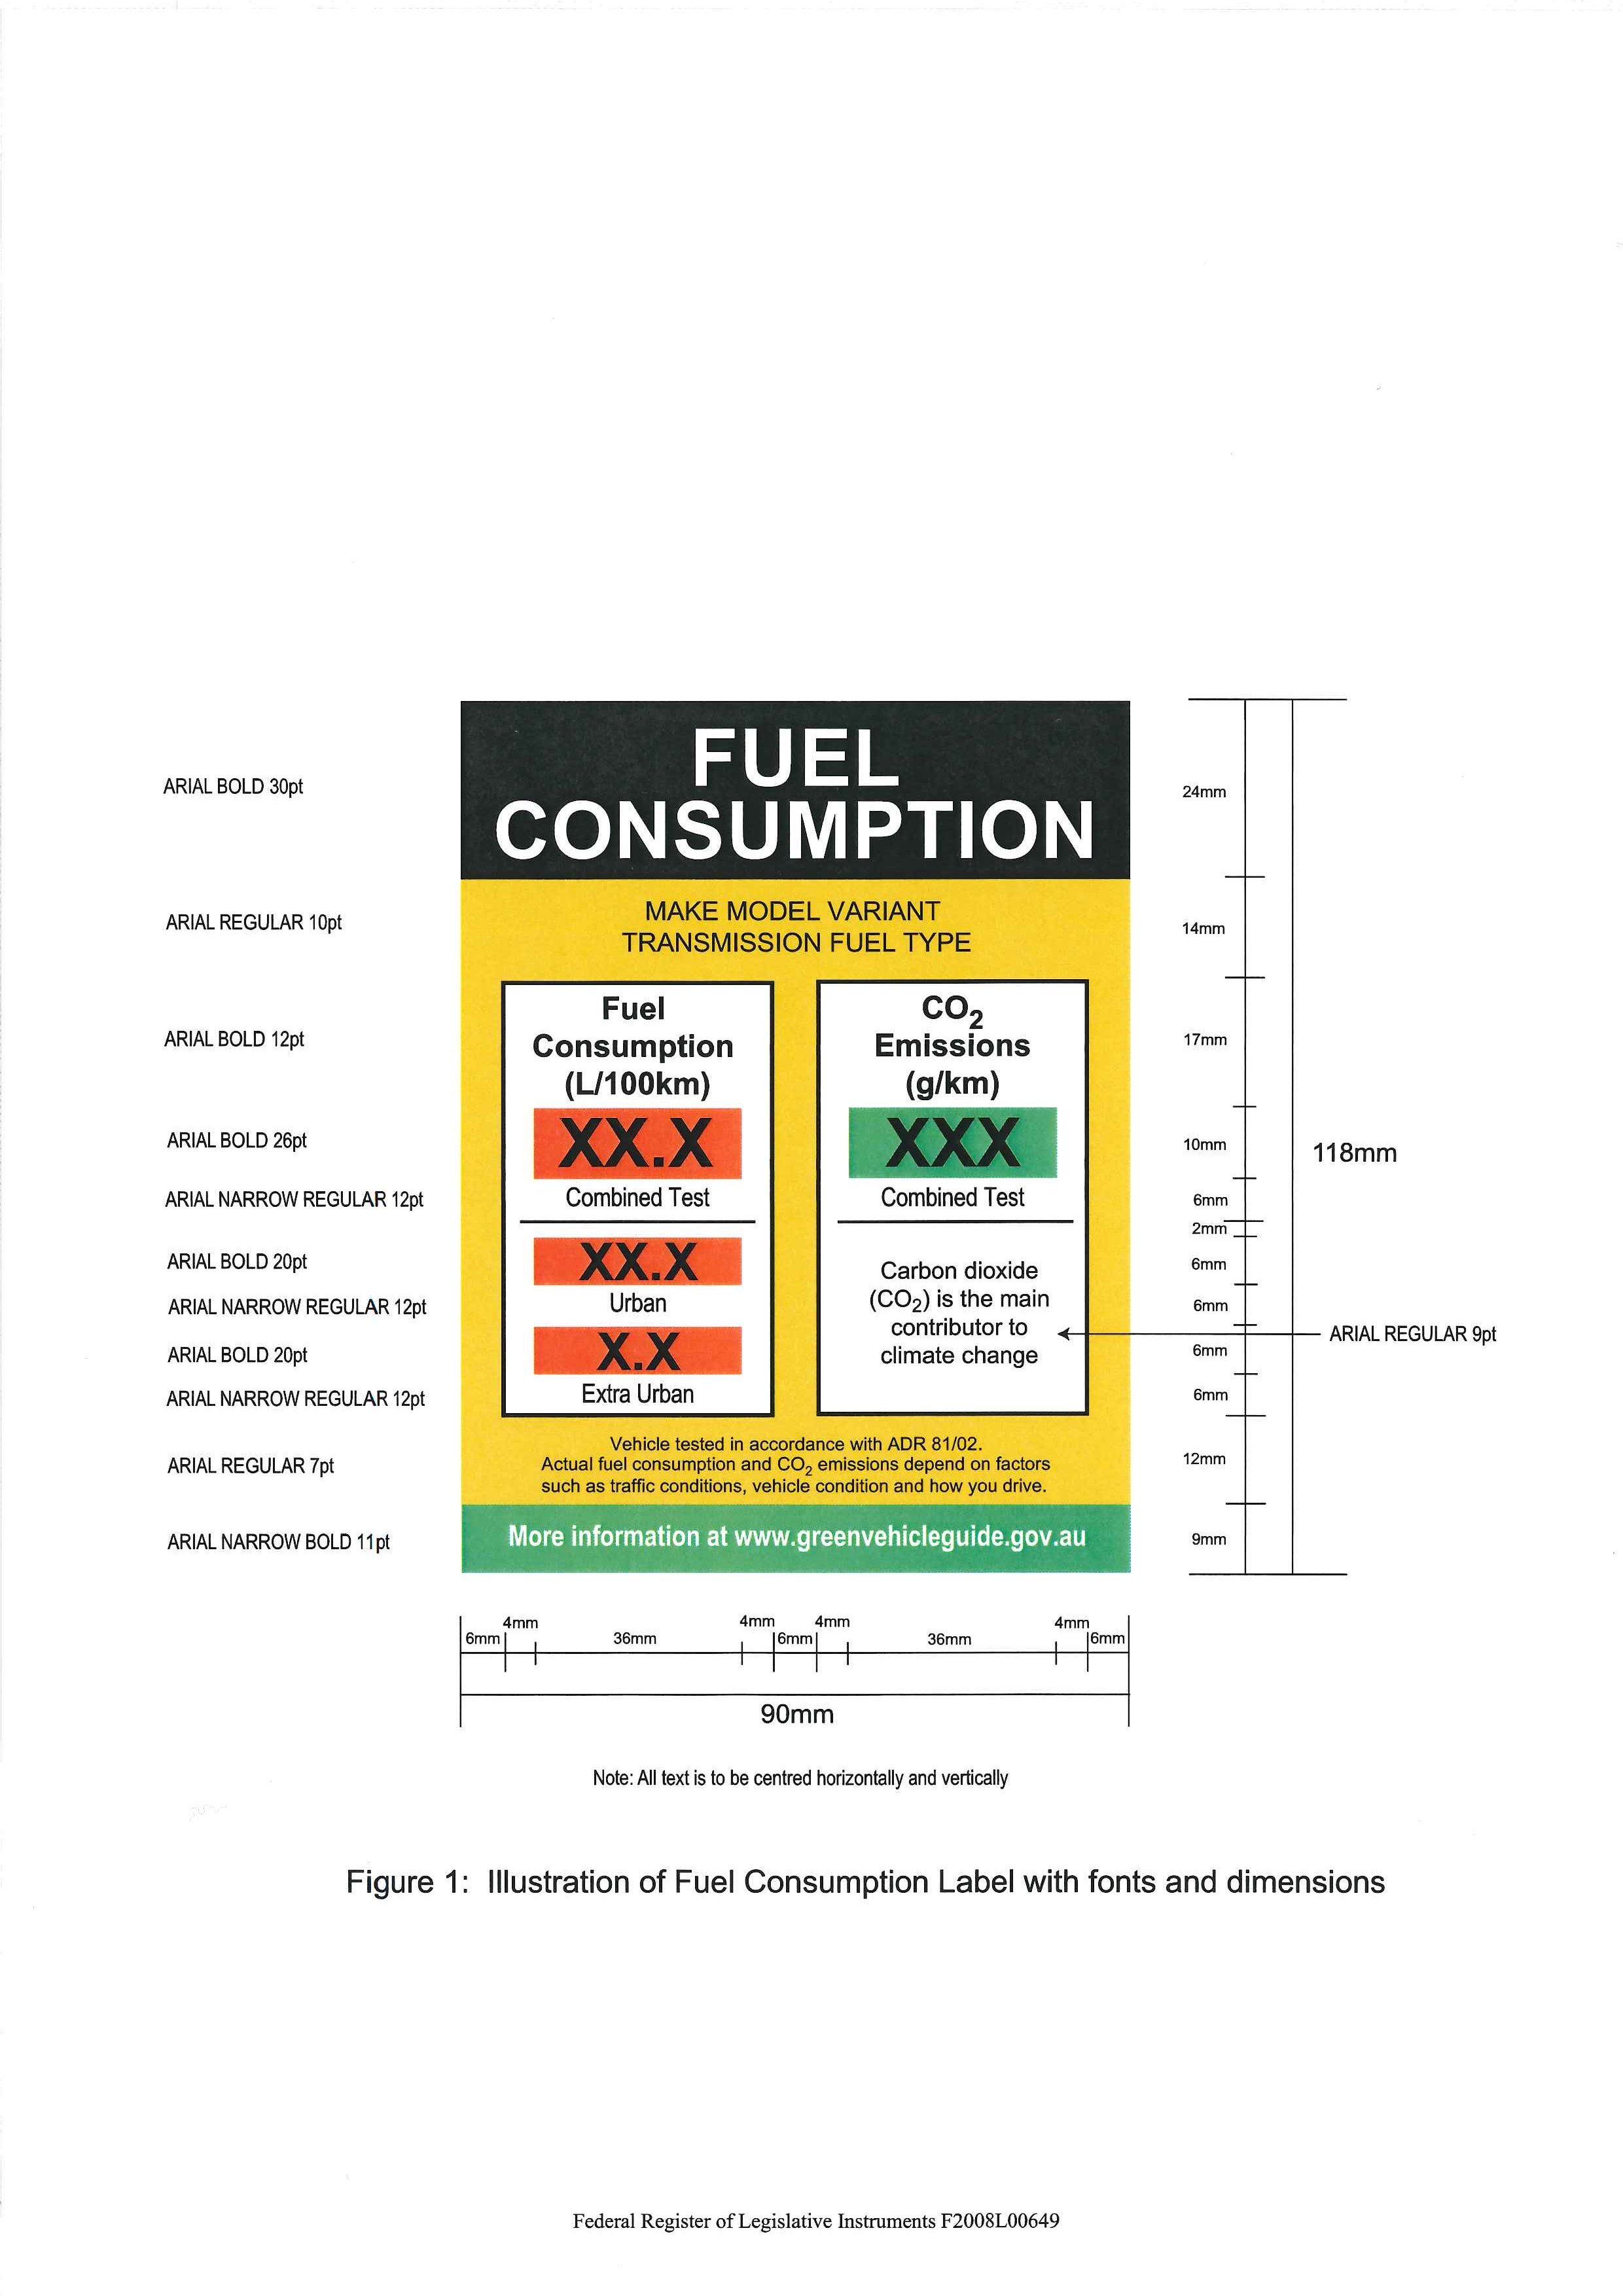 FUEL
CONSUMPTION
ARIAL BOLD 30pt
24mm
MAKE MODEL VARIANT
TRANSMISSION FUEL TYPE
ARIAL REGULAR 10pt
14mm
Fuel
Consumption
(L/100km)
CO₂
Emissions
(g/km)
ARIAL BOLD 12pt
17mm
ARIAL BOLD 26pt
XX.X
XXX
10mm
118mm
ARIAL NARROW REGULAR 12pt
Combined Test
Combined Test
6mm
2mm
ARIAL BOLD 20pt
XX.X
6mm
ARIAL NARROW REGULAR 12pt
Urban
6mm
Carbon dioxide
(CO₂) is the main
contributor to
climate change
ARIAL REGULAR 9pt
ARIAL BOLD 20pt
X.X
6mm
ARIAL NARROW REGULAR 12pt
Extra Urban
6mm
ARIAL REGULAR 7pt
Vehicle tested in accordance with ADR 81/02.
Actual fuel consumption and CO₂ emissions depend on factors
such as traffic conditions, vehicle condition and how you drive.
12mm
ARIAL NARROW BOLD 11pt
More information at www.greenvehicleguide.gov.au
9mm
4mm 4mm 4mm 4mm
6mm 36mm 6mm 36mm 6mm
90mm
Note: All text is to be centred horizontally and vertically
Figure 1: Illustration of Fuel Consumption Label with fonts and dimensions
Federal Register of Legislative Instruments F2008L00649